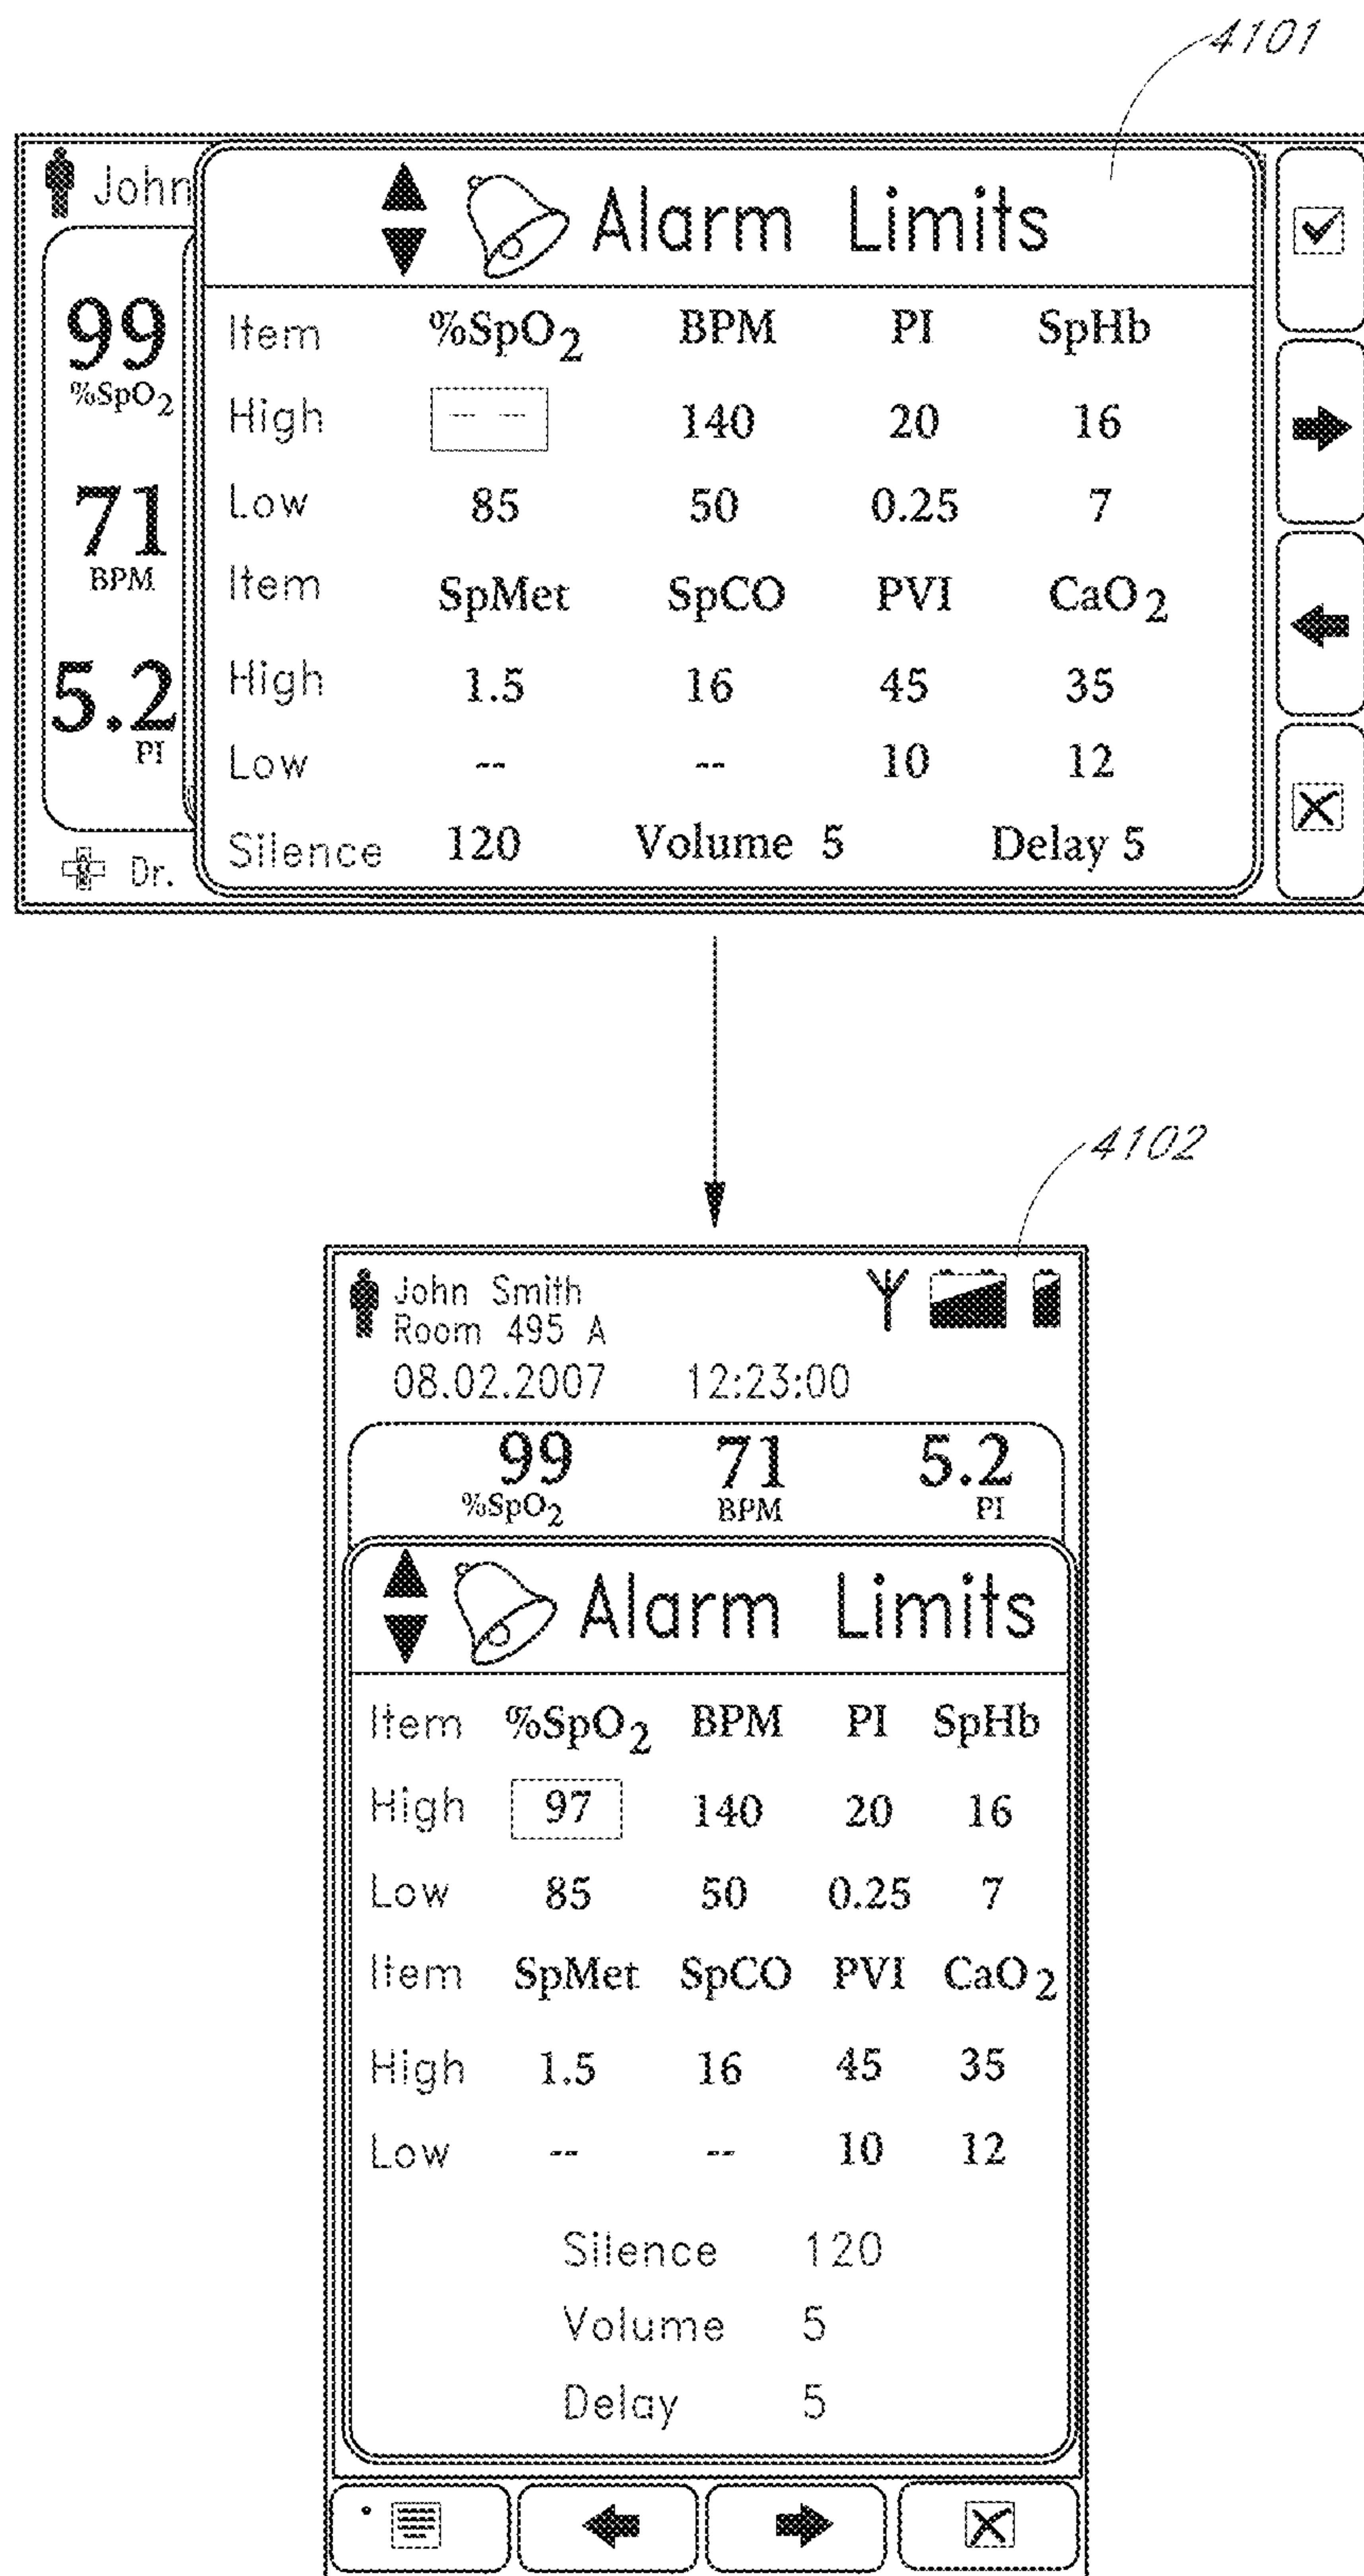 4101
John
Alarm Limits
99
%SpO2
71
BPM
5.2
PI
Dr.
Item %SpO2 BPM PI SpHb
High -- -- 140 20 16
Low 85 50 0.25 7
Item SpMet SpCO PVI CaO2
High 1.5 16 45 35
Low -- -- 10 12
Silence 120 Volume 5 Delay 5
4102
John Smith
Room 495 A
08.02.2007 12:23:00
99 71 5.2
%SpO2 BPM PI
Alarm Limits
Item %SpO2 BPM PI SpHb
High 97 140 20 16
Low 85 50 0.25 7
Item SpMet SpCO PVI CaO2
High 1.5 16 45 35
Low -- -- 10 12
Silence 120
Volume 5
Delay 5